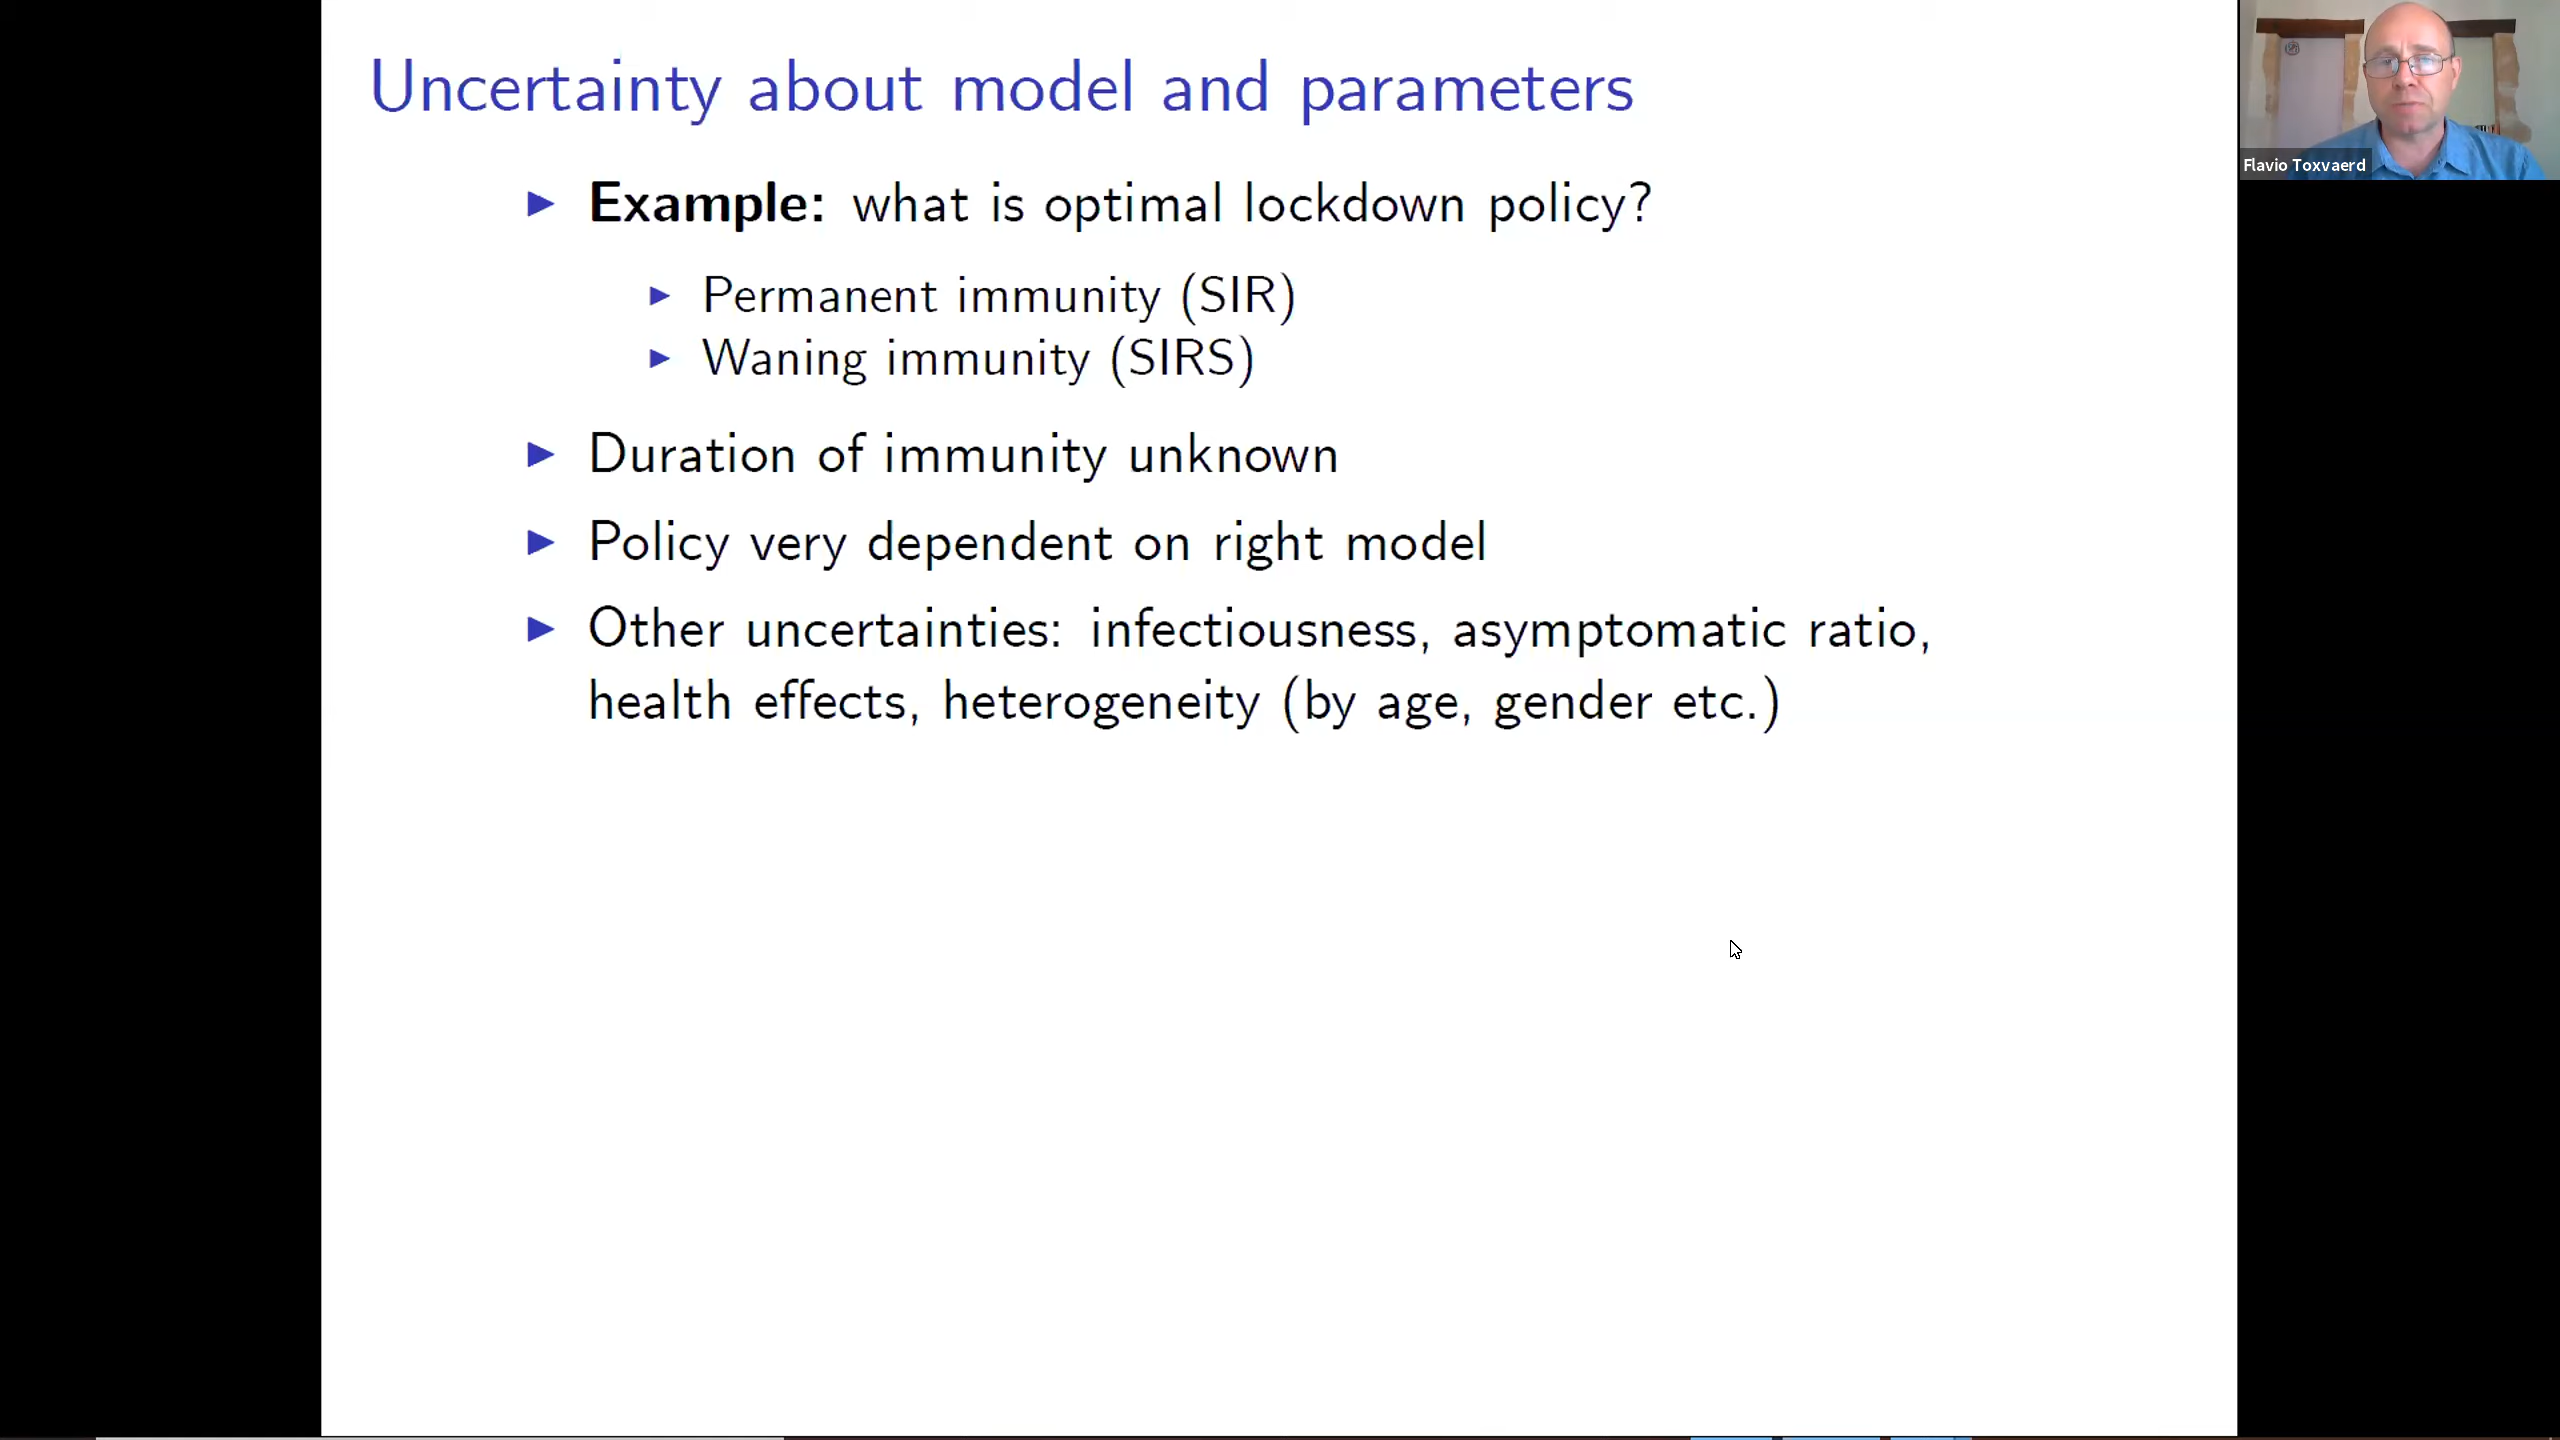 Uncertainty about model and parameters
Example: what is optimal lockdown policy?
Permanent immunity (SIR)
Waning immunity (SIRS)
Duration of immunity unknown
Policy very dependent on right model
Other uncertainties: infectiousness, asymptomatic ratio,
health effects, heterogeneity (by age, gender etc.)
Flavio Toxvaerd